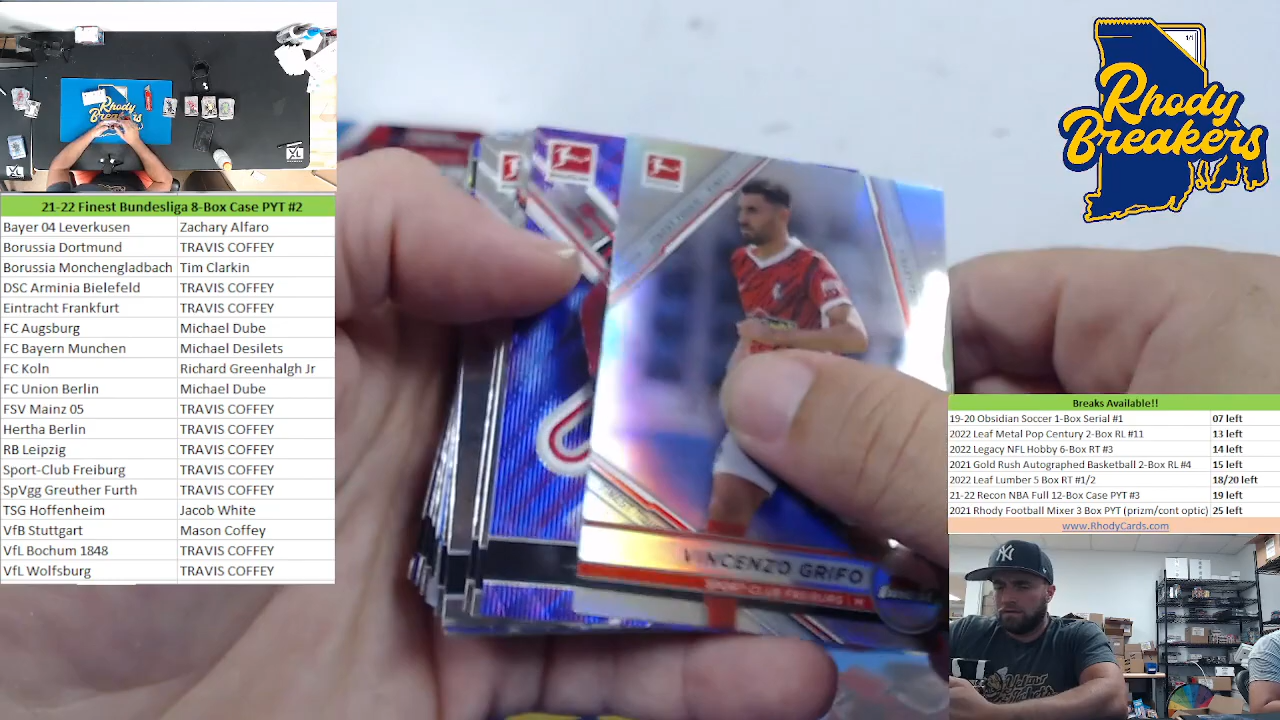 Rhody
Breakers
21-22 Finest Bundesliga 8-Box Case PYT #2
Bayer 04 Leverkusen Zachary Alfaro
Borussia Dortmund TRAVIS COFFEY
Borussia Monchengladbach Tim Clarkin
DSC Arminia Bielefeld TRAVIS COFFEY
Eintracht Frankfurt TRAVIS COFFEY
FC Augsburg Michael Dube
FC Bayern Munchen Michael Desilets
FC Koln Richard Greenhalgh Jr
FC Union Berlin Michael Dube
FSV Mainz 05 TRAVIS COFFEY
Hertha Berlin TRAVIS COFFEY
RB Leipzig TRAVIS COFFEY
Sport-Club Freiburg TRAVIS COFFEY
SpVgg Greuther Furth TRAVIS COFFEY
TSG Hoffenheim Jacob White
VfB Stuttgart Mason Coffey
VfL Bochum 1848 TRAVIS COFFEY
VfL Wolfsburg TRAVIS COFFEY
VINCENZO GRIFO
SPORT-CLUB FREIBURG
1/1
Rhody
Breakers
Breaks Available!!
19-20 Obsidian Soccer 1-Box Serial #1 07 left
2022 Leaf Metal Pop Century 2-Box RL #11 13 left
2022 Legacy NFL Hobby 6-Box RT #3 14 left
2021 Gold Rush Autographed Basketball 2-Box RL #4 15 left
2022 Leaf Lumber 5 Box RT #1/2 18/20 left
21-22 Recon NBA Full 12-Box Case PYT #3 19 left
2021 Rhody Football Mixer 3 Box PYT (prizm/cont optic) 25 left
www.RhodyCards.com